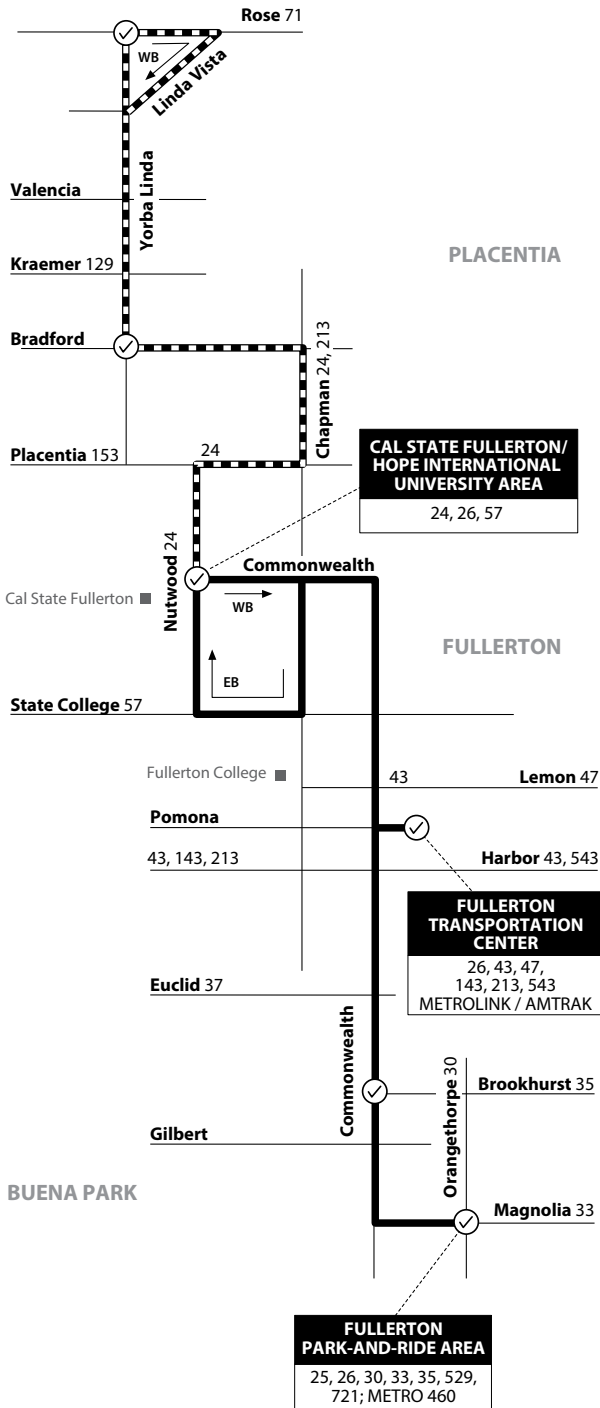 Rose 71
WB
Linda Vista
Yorba Linda
Valencia
Kraemer 129
PLACENTIA
Bradford
Chapman 24, 213
Placentia 153
24
CAL STATE FULLERTON/
HOPE INTERNATIONAL
UNIVERSITY AREA
24, 26, 57
Nutwood 24
Commonwealth
Cal State Fullerton
WB
FULLERTON
EB
State College 57
Fullerton College
43
Lemon 47
Pomona
43, 143, 213
Harbor 43, 543
FULLERTON
TRANSPORTATION
CENTER
26, 43, 47,
143, 213, 543
METROLINK / AMTRAK
Euclid 37
Commonwealth
Orangethorpe 30
Brookhurst 35
Gilbert
BUENA PARK
Magnolia 33
FULLERTON
PARK-AND-RIDE AREA
25, 26, 30, 33, 35, 529,
721; METRO 460